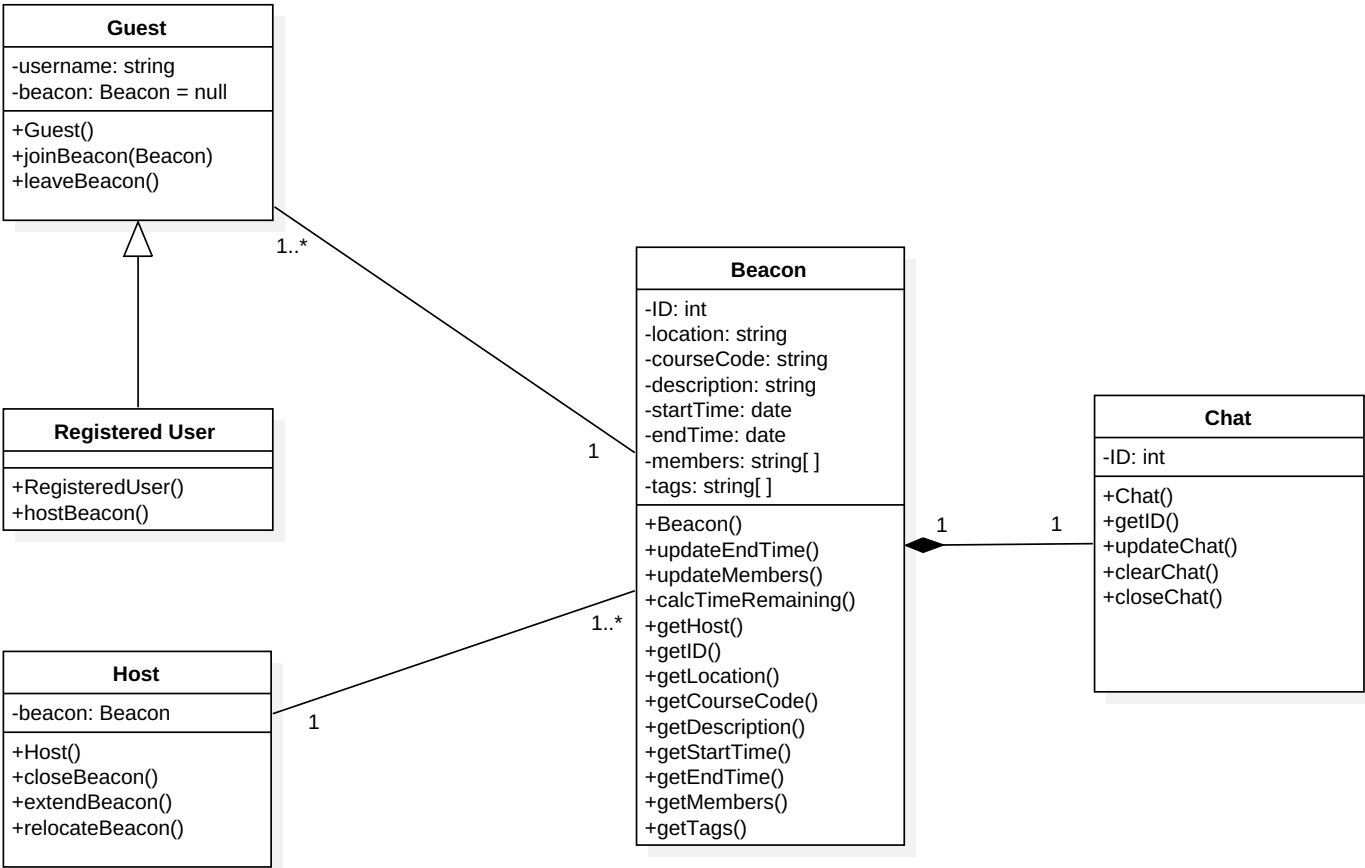 Guest
-username: string
-beacon: Beacon = null
+Guest()
+joinBeacon(Beacon)
+leaveBeacon()
1..*
1
Registered User
+RegisteredUser()
+hostBeacon()
Host
-beacon: Beacon
+Host()
+closeBeacon()
+extendBeacon()
+relocateBeacon()
1
1..*
Beacon
-ID: int
-location: string
-courseCode: string
-description: string
-startTime: date
-endTime: date
-members: string[ ]
-tags: string[ ]
+Beacon()
+updateEndTime()
+updateMembers()
+calcTimeRemaining()
+getHost()
+getID()
+getLocation()
+getCourseCode()
+getDescription()
+getStartTime()
+getEndTime()
+getMembers()
+getTags()
1
1
Chat
-ID: int
+Chat()
+getID()
+updateChat()
+clearChat()
+closeChat()